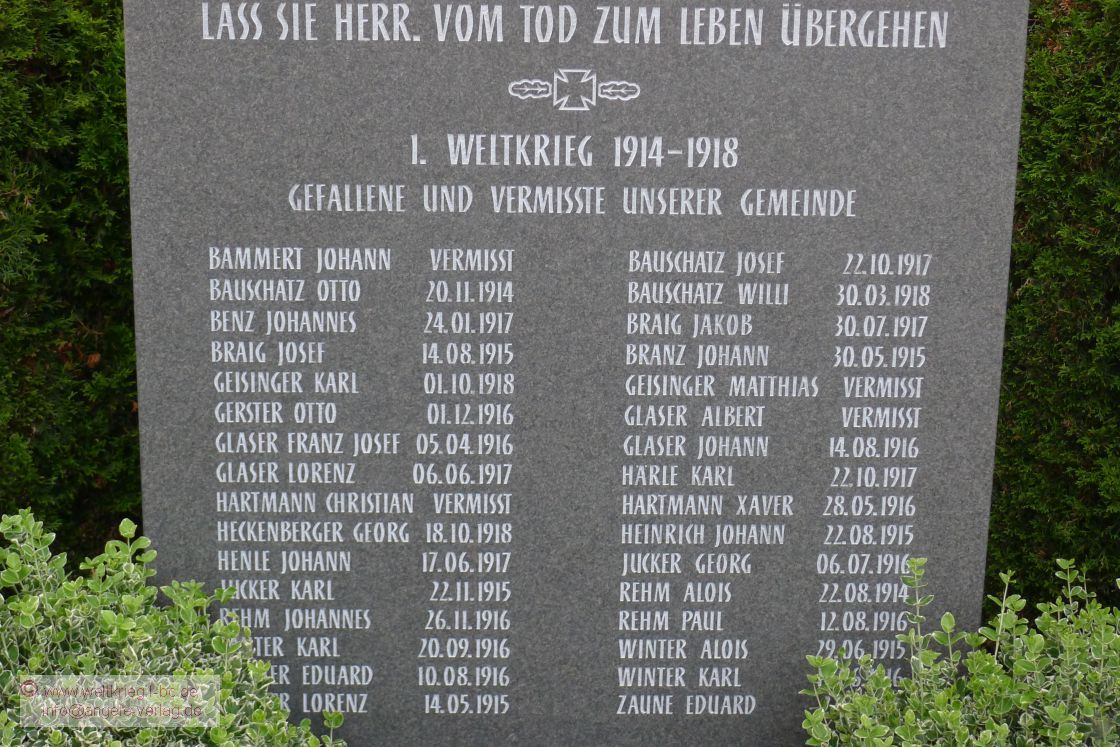 LASS SIE HERR. VOM TOD ZUM LEBEN ÜBERGEHEN
1. WELTKRIEG 1914-1918
GEFALLENE UND VERMISSTE UNSERER GEMEINDE
BAMMERT JOHANN VERMISST
BAUSCHATZ OTTO 20.11.1914
BENZ JOHANNES 24.01.1917
BRAIG JOSEF 14.08.1915
GEISINGER KARL 01.10.1918
GERSTER OTTO 01.12.1916
GLASER FRANZ JOSEF 05.04.1916
GLASER LORENZ 06.06.1917
HARTMANN CHRISTIAN VERMISST
HECKENBERGER GEORG 18.10.1918
HENLE JOHANN 17.06.1917
JUCKER KARL 22.11.1915
REHM JOHANNES 26.11.1916
KARL 20.09.1916
EDUARD 10.08.1916
LORENZ 14.05.1915
BAUSCHATZ JOSEF 22.10.1917
BAUSCHATZ WILLI 30.03.1918
BRAIG JAKOB 30.07.1917
BRANZ JOHANN 30.05.1915
GEISINGER MATTHIAS VERMISST
GLASER ALBERT VERMISST
GLASER JOHANN 14.08.1916
HÄRLE KARL 22.10.1917
HARTMANN XAVER 28.05.1916
HEINRICH JOHANN 22.08.1915
JUCKER GEORG 06.07.1916
REHM ALOIS 22.08.1914
REHM PAUL 12.08.1916
WINTER ALOIS 29.06.1915
WINTER KARL
ZAUNE EDUARD
© www.weltkrieg1-bc.de
info@angele-verlag.de